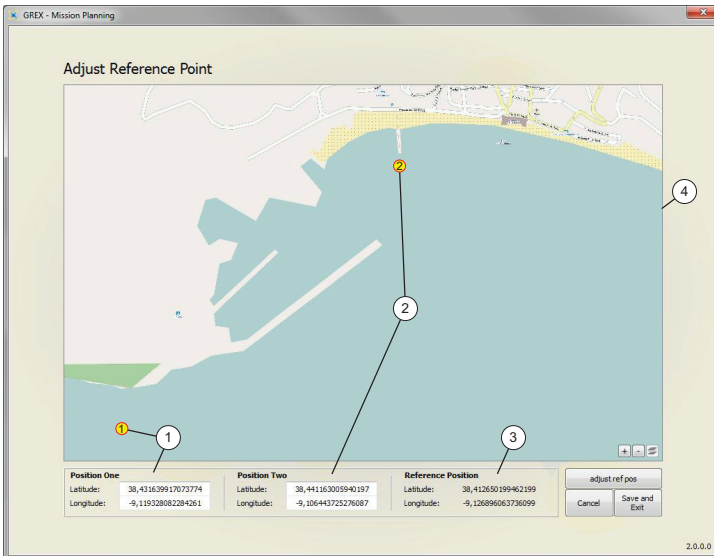 GREX - Mission Planning
Adjust Reference Point
2
4
2
1
1
3
+ -
Position One
Latitude: 38,431639917073774
Longitude: -9,119328082284261
Position Two
Latitude: 38,441163005940197
Longitude: -9,106443725276087
Reference Position
Latitude: 38,412650199462199
Longitude: -9,126896063736099
adjust ref pos
Cancel
Save and
Exit
2.0.0.0